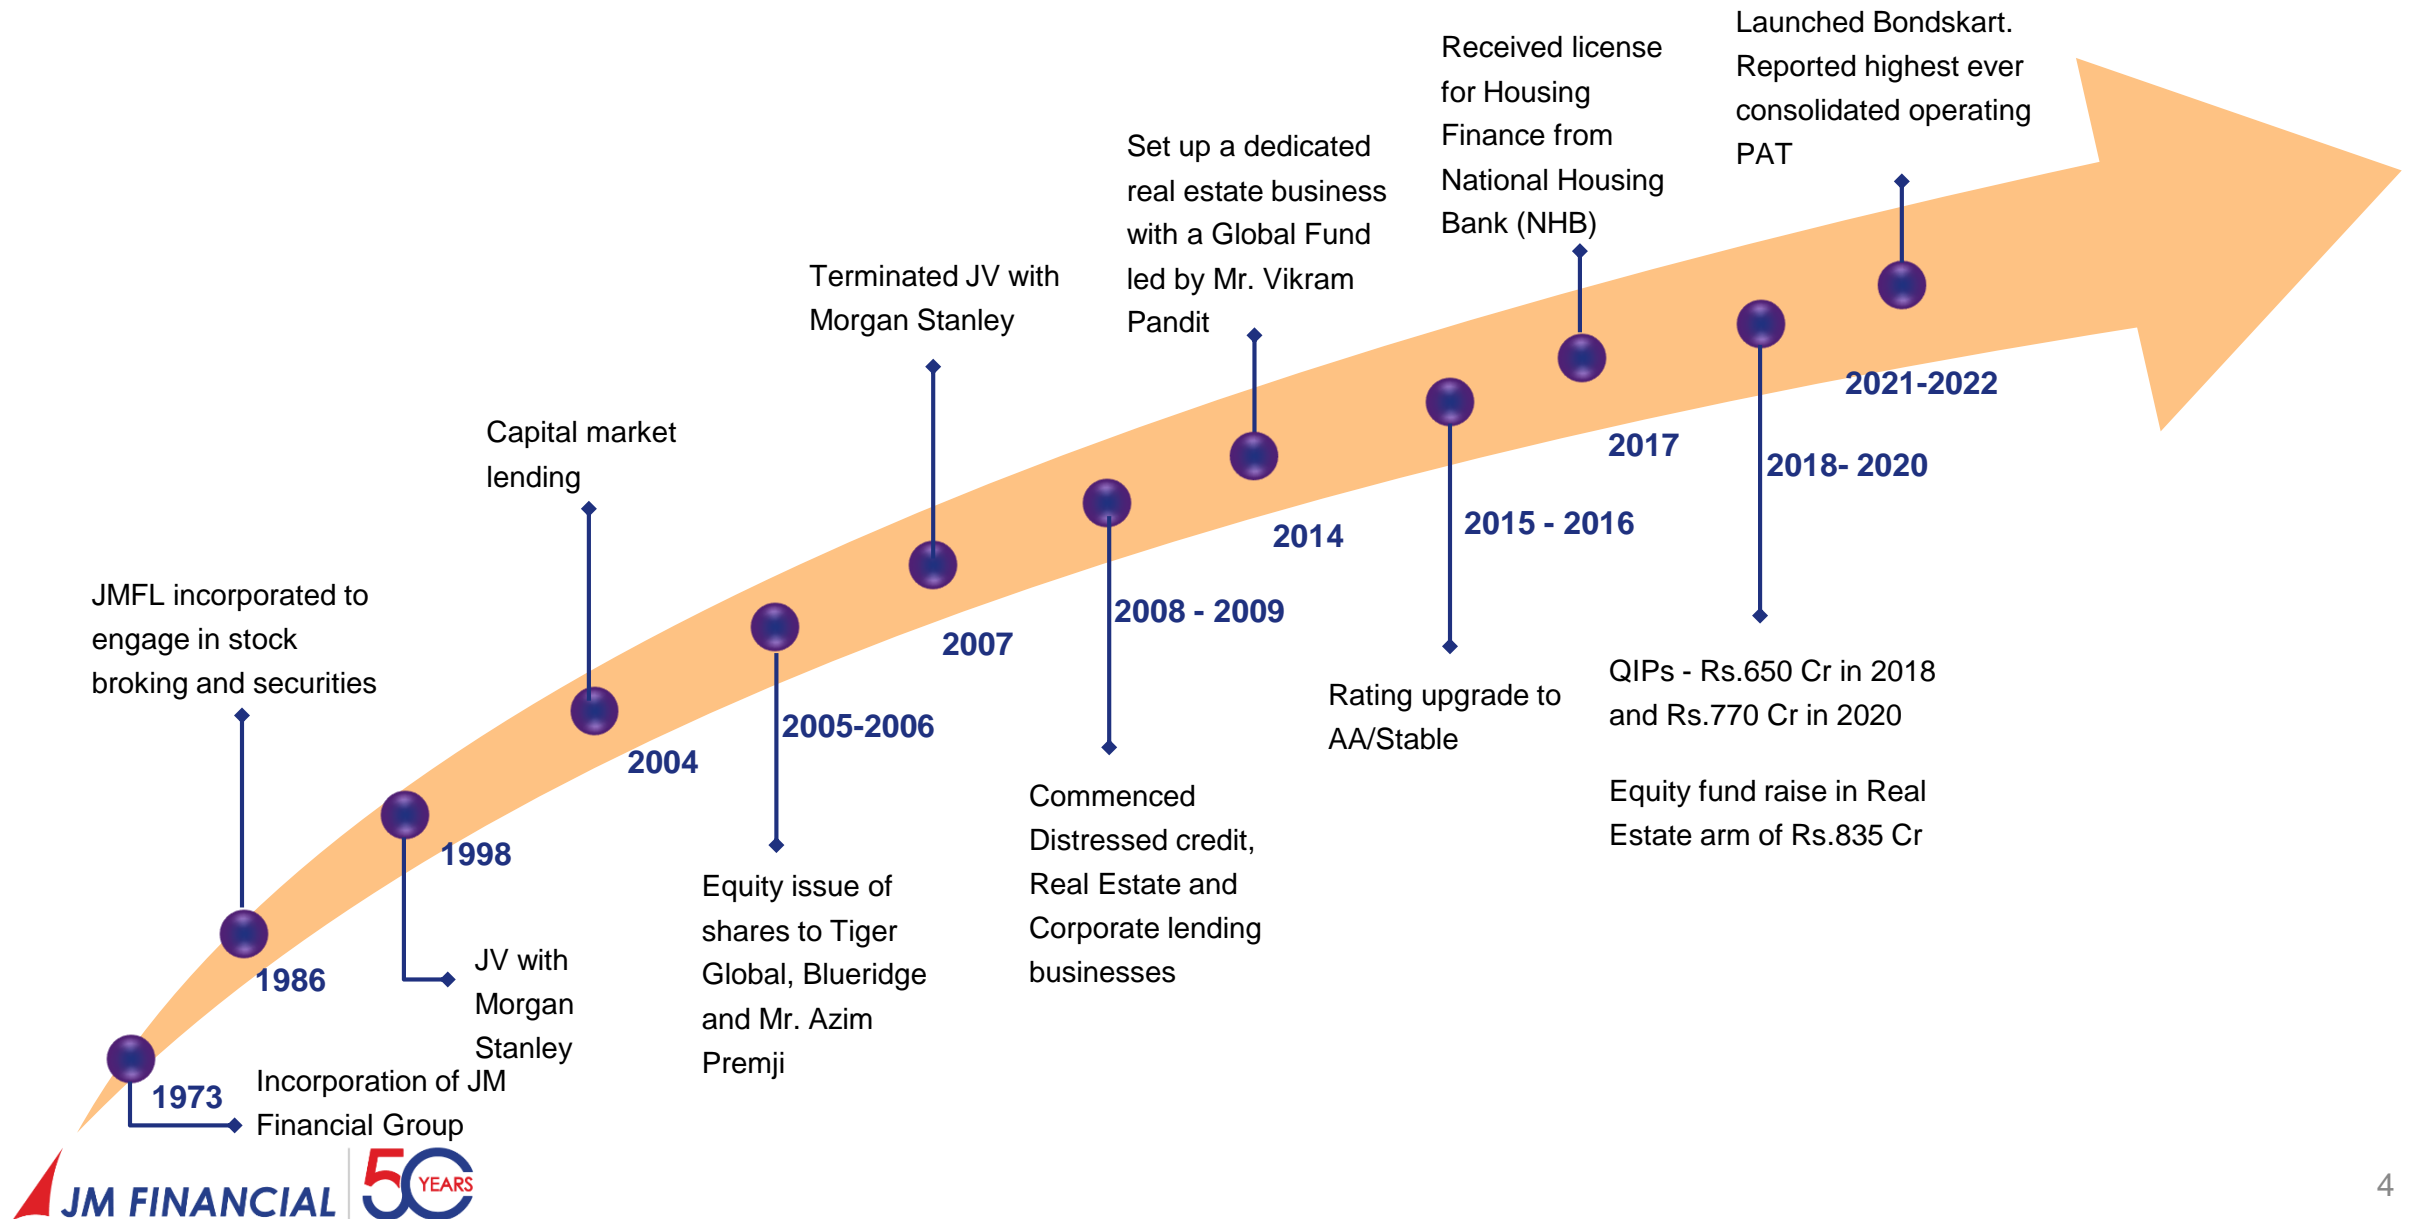 Launched Bondskart.
Reported highest ever
consolidated operating
PAT
Received license
for Housing
Finance from
National Housing
Bank (NHB)
Set up a dedicated
real estate business
with a Global Fund
led by Mr. Vikram
Pandit
Terminated JV with
Morgan Stanley
Capital market
lending
JMFL incorporated to
engage in stock
broking and securities
2021-2022
2017
2018- 2020
2015 - 2016
2014
2008 - 2009
2007
2005-2006
2004
1998
1986
1973
QIPs - Rs.650 Cr in 2018
and Rs.770 Cr in 2020
Equity fund raise in Real
Estate arm of Rs.835 Cr
Rating upgrade to
AA/Stable
Commenced
Distressed credit,
Real Estate and
Corporate lending
businesses
Equity issue of
shares to Tiger
Global, Blueridge
and Mr. Azim
Premji
JV with
Morgan
Stanley
Incorporation of JM
Financial Group
JM FINANCIAL
50
YEARS
4